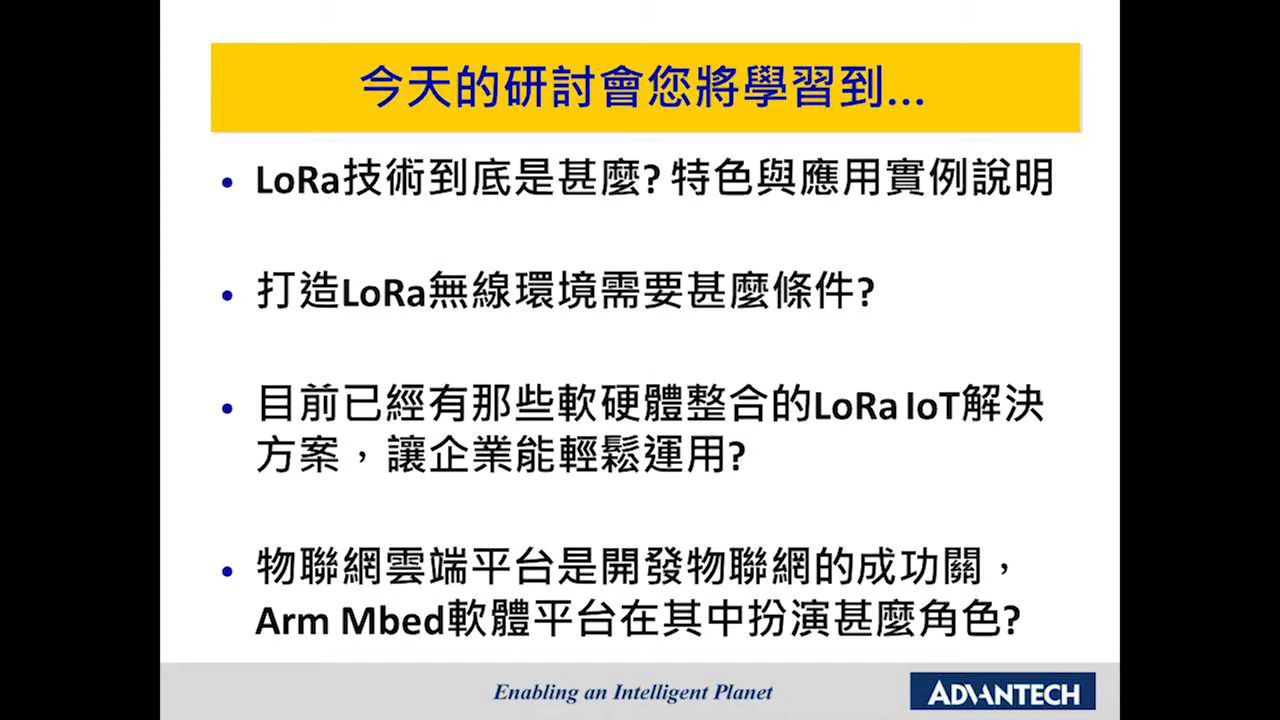 今天的研討會您將學習到...
• LoRa技術到底是甚麼? 特色與應用實例說明
• 打造LoRa無線環境需要甚麼條件?
• 目前已經有那些軟硬體整合的LoRa IoT解決
方案，讓企業能輕鬆運用?
• 物聯網雲端平台是開發物聯網的成功關，
Arm Mbed軟體平台在其中扮演甚麼角色?
Enabling an Intelligent Planet
ADVANTECH